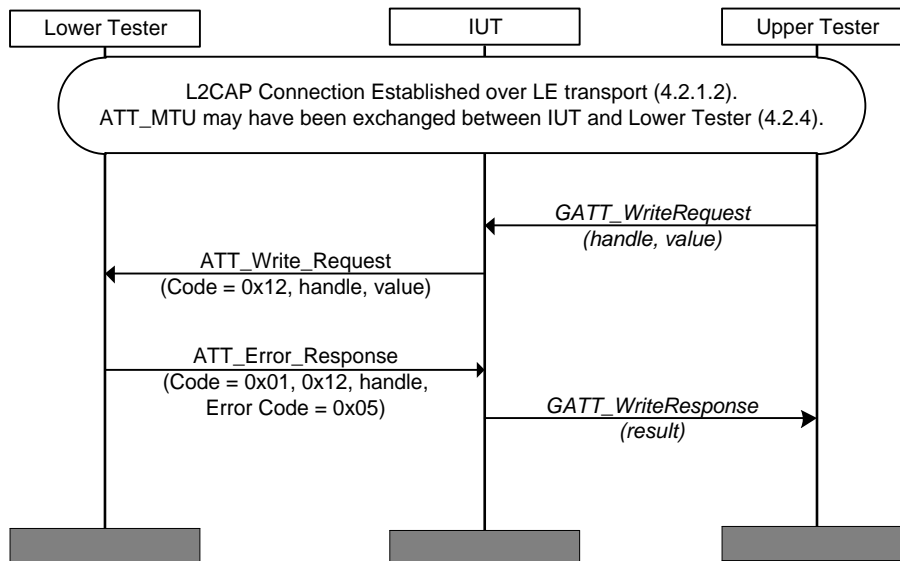 Lower Tester
IUT
Upper Tester
L2CAP Connection Established over LE transport (4.2.1.2).
ATT_MTU may have been exchanged between IUT and Lower Tester (4.2.4).
GATT_WriteRequest
(handle, value)
ATT_Write_Request
(Code = 0x12, handle, value)
ATT_Error_Response
(Code = 0x01, 0x12, handle,
Error Code = 0x05)
GATT_WriteResponse
(result)